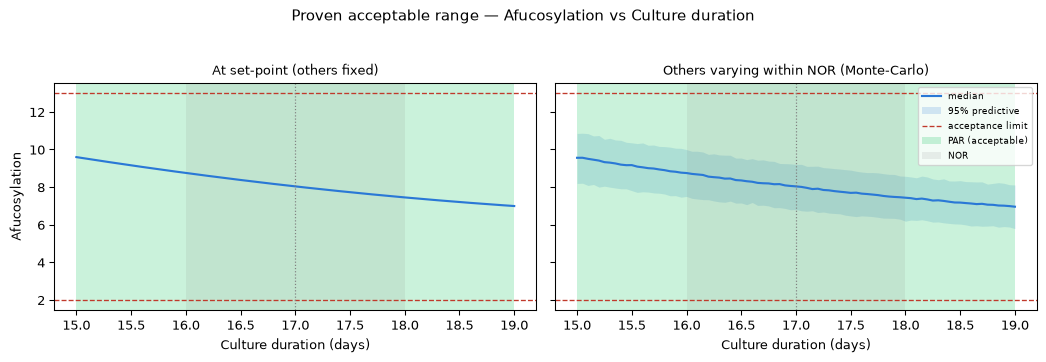 Proven acceptable range — Afucosylation vs Culture duration
At set-point (others fixed)
Afucosylation
12
10
8
6
4
2
15.0 15.5 16.0 16.5 17.0 17.5 18.0 18.5 19.0
Culture duration (days)
Others varying within NOR (Monte-Carlo)
median
95% predictive
acceptance limit
PAR (acceptable)
NOR
15.0 15.5 16.0 16.5 17.0 17.5 18.0 18.5 19.0
Culture duration (days)